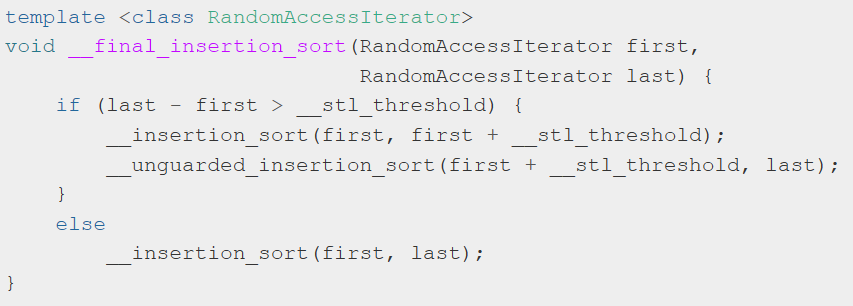 template <class RandomAccessIterator>
void __final_insertion_sort(RandomAccessIterator first,
                            RandomAccessIterator last) {
    if (last - first > __stl_threshold) {
        __insertion_sort(first, first + __stl_threshold);
        __unguarded_insertion_sort(first + __stl_threshold, last);
    }
    else
        __insertion_sort(first, last);
}